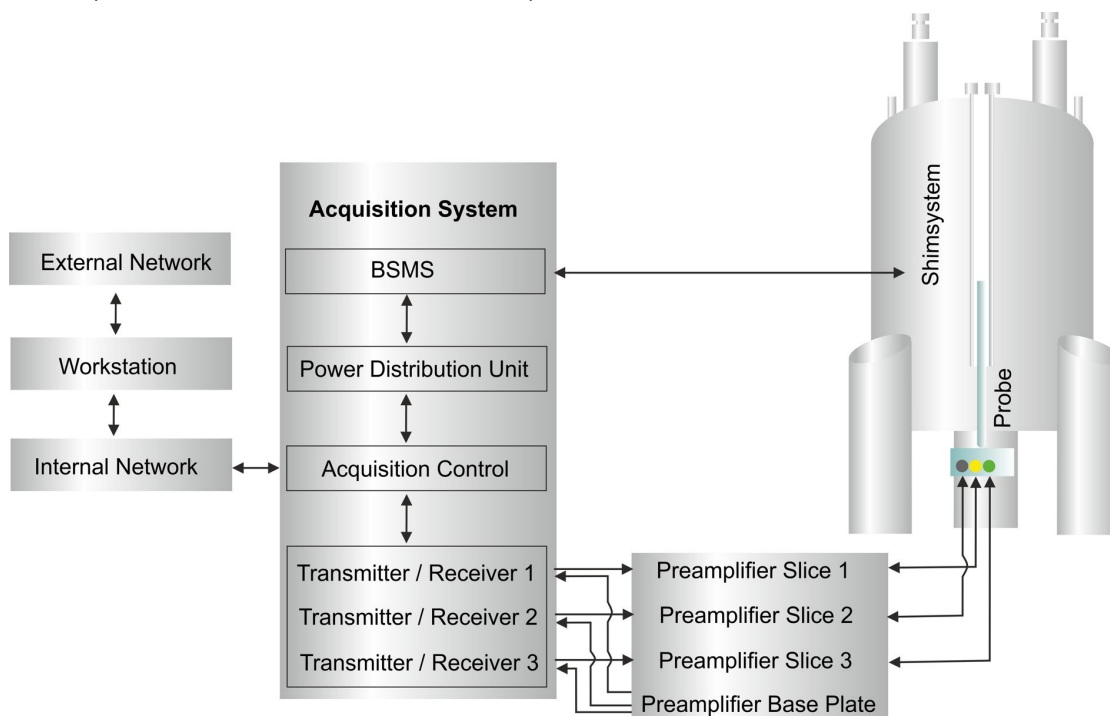 Acquisition System
External Network
Workstation
Internal Network
BSMS
Power Distribution Unit
Acquisition Control
Transmitter / Receiver 1
Transmitter / Receiver 2
Transmitter / Receiver 3
Preamplifier Slice 1
Preamplifier Slice 2
Preamplifier Slice 3
Preamplifier Base Plate
Shimsystem
Probe